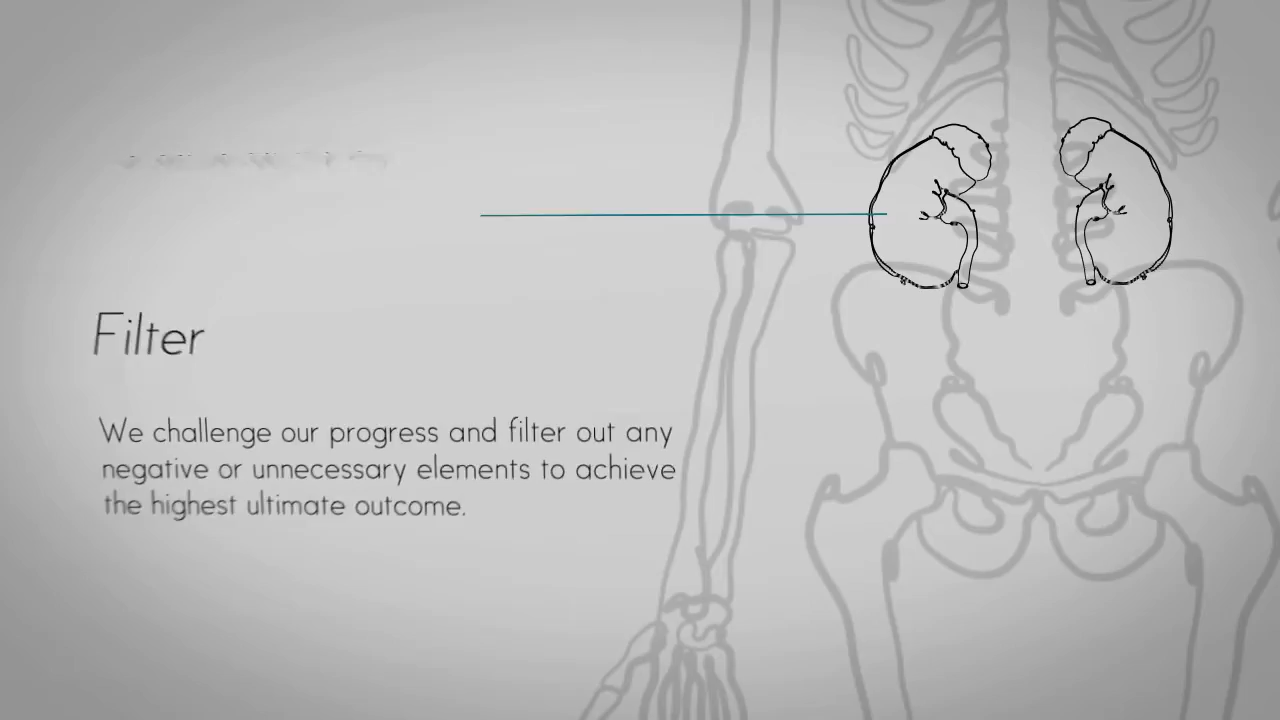 Filter
We challenge our progress and filter out any
negative or unnecessary elements to achieve
the highest ultimate outcome.